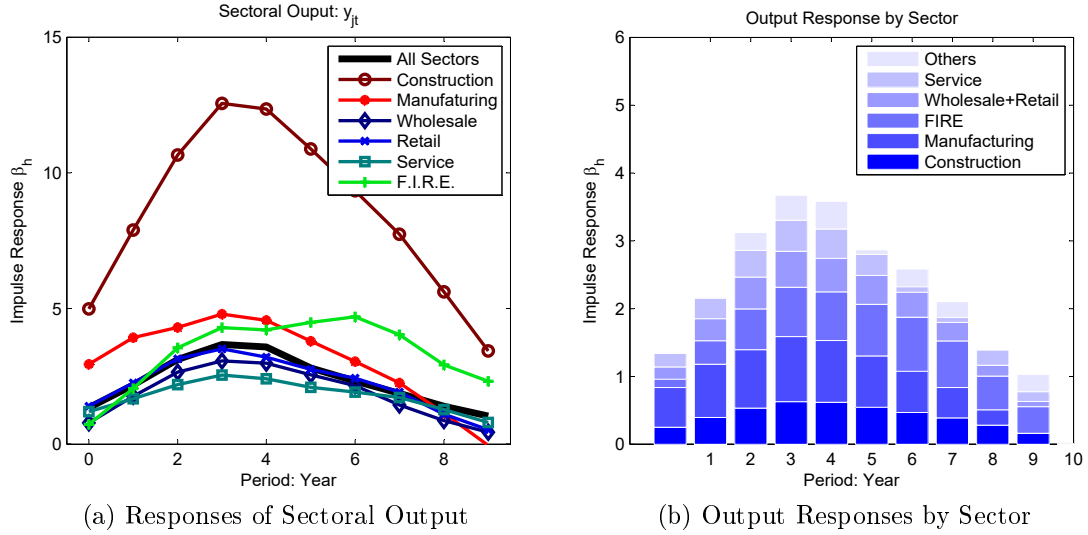 Sectoral Ouput: y_jt
15
10
5
0
0
2
4
6
8
Impulse Response β_h
Period: Year
All Sectors
Construction
Manufaturing
Wholesale
Retail
Service
F.I.R.E.
(a) Responses of Sectoral Output
Output Response by Sector
6
5
4
3
2
1
0
1
2
3
4
5
6
7
8
9
10
Impulse Response β_h
Period: Year
Others
Service
Wholesale+Retail
FIRE
Manufacturing
Construction
(b) Output Responses by Sector